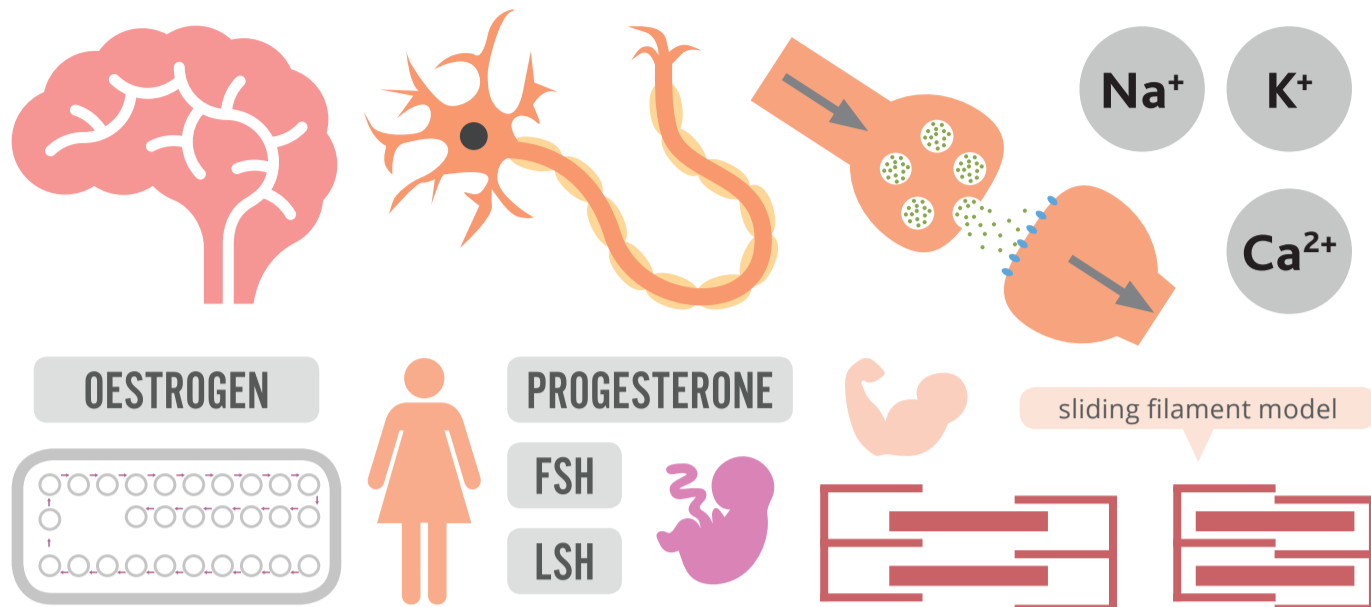 Na⁺
K⁺
Ca²⁺
OESTROGEN
PROGESTERONE
FSH
LSH
sliding filament model